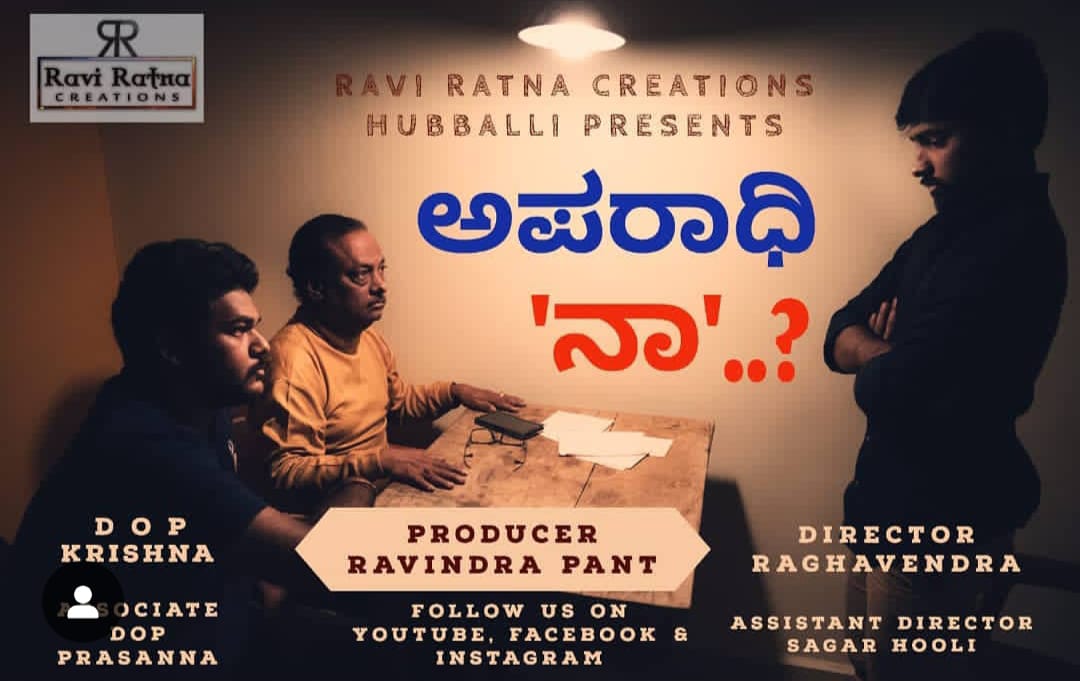 RR
Ravi Ratna
CREATIONS
RAVI RATNA CREATIONS
HUBBALLI PRESENTS
ಅಪರಾಧಿ
'ನಾ'..?
D O P
KRISHNA
ASSOCIATE
DOP
PRASANNA
PRODUCER
RAVINDRA PANT
FOLLOW US ON
YOUTUBE, FACEBOOK &
INSTAGRAM
DIRECTOR
RAGHAVENDRA
ASSISTANT DIRECTOR
SAGAR HOOLI